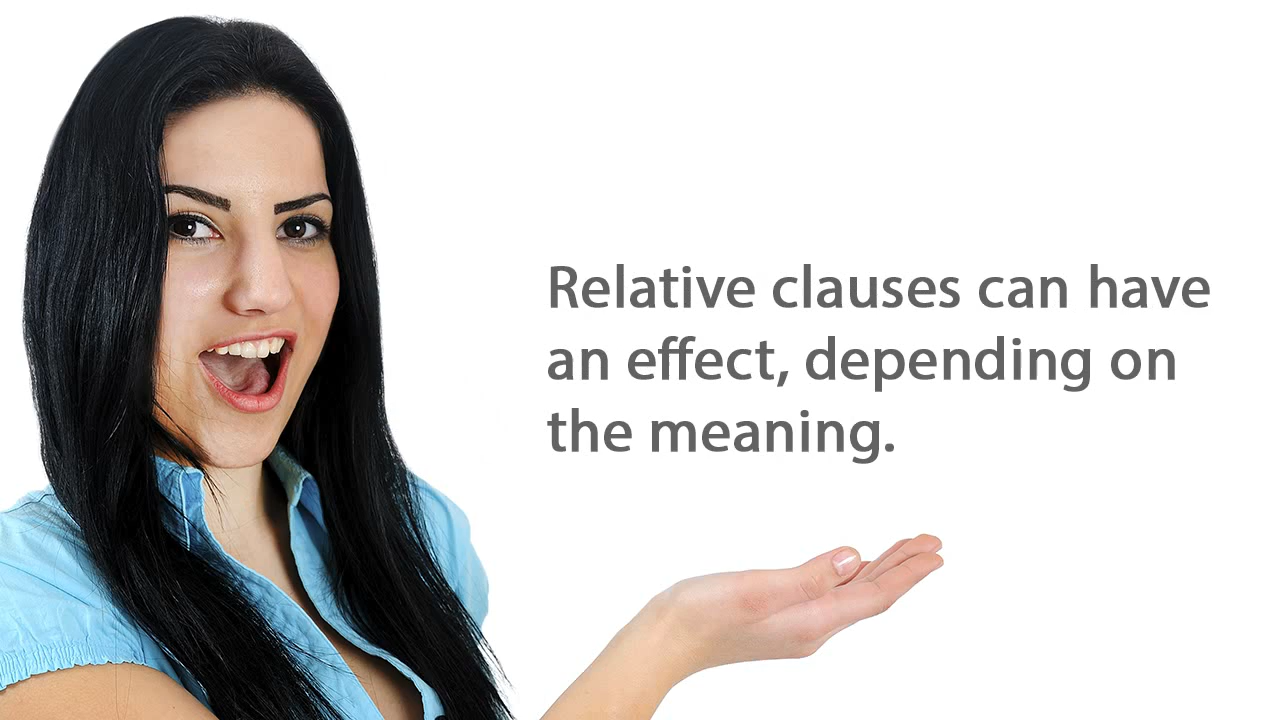 Relative clauses can have
an effect, depending on
the meaning.